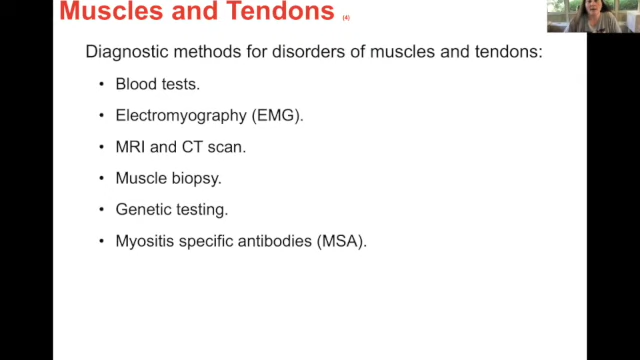 Muscles and Tendons (4)
Diagnostic methods for disorders of muscles and tendons:
• Blood tests.
• Electromyography (EMG).
• MRI and CT scan.
• Muscle biopsy.
• Genetic testing.
• Myositis specific antibodies (MSA).